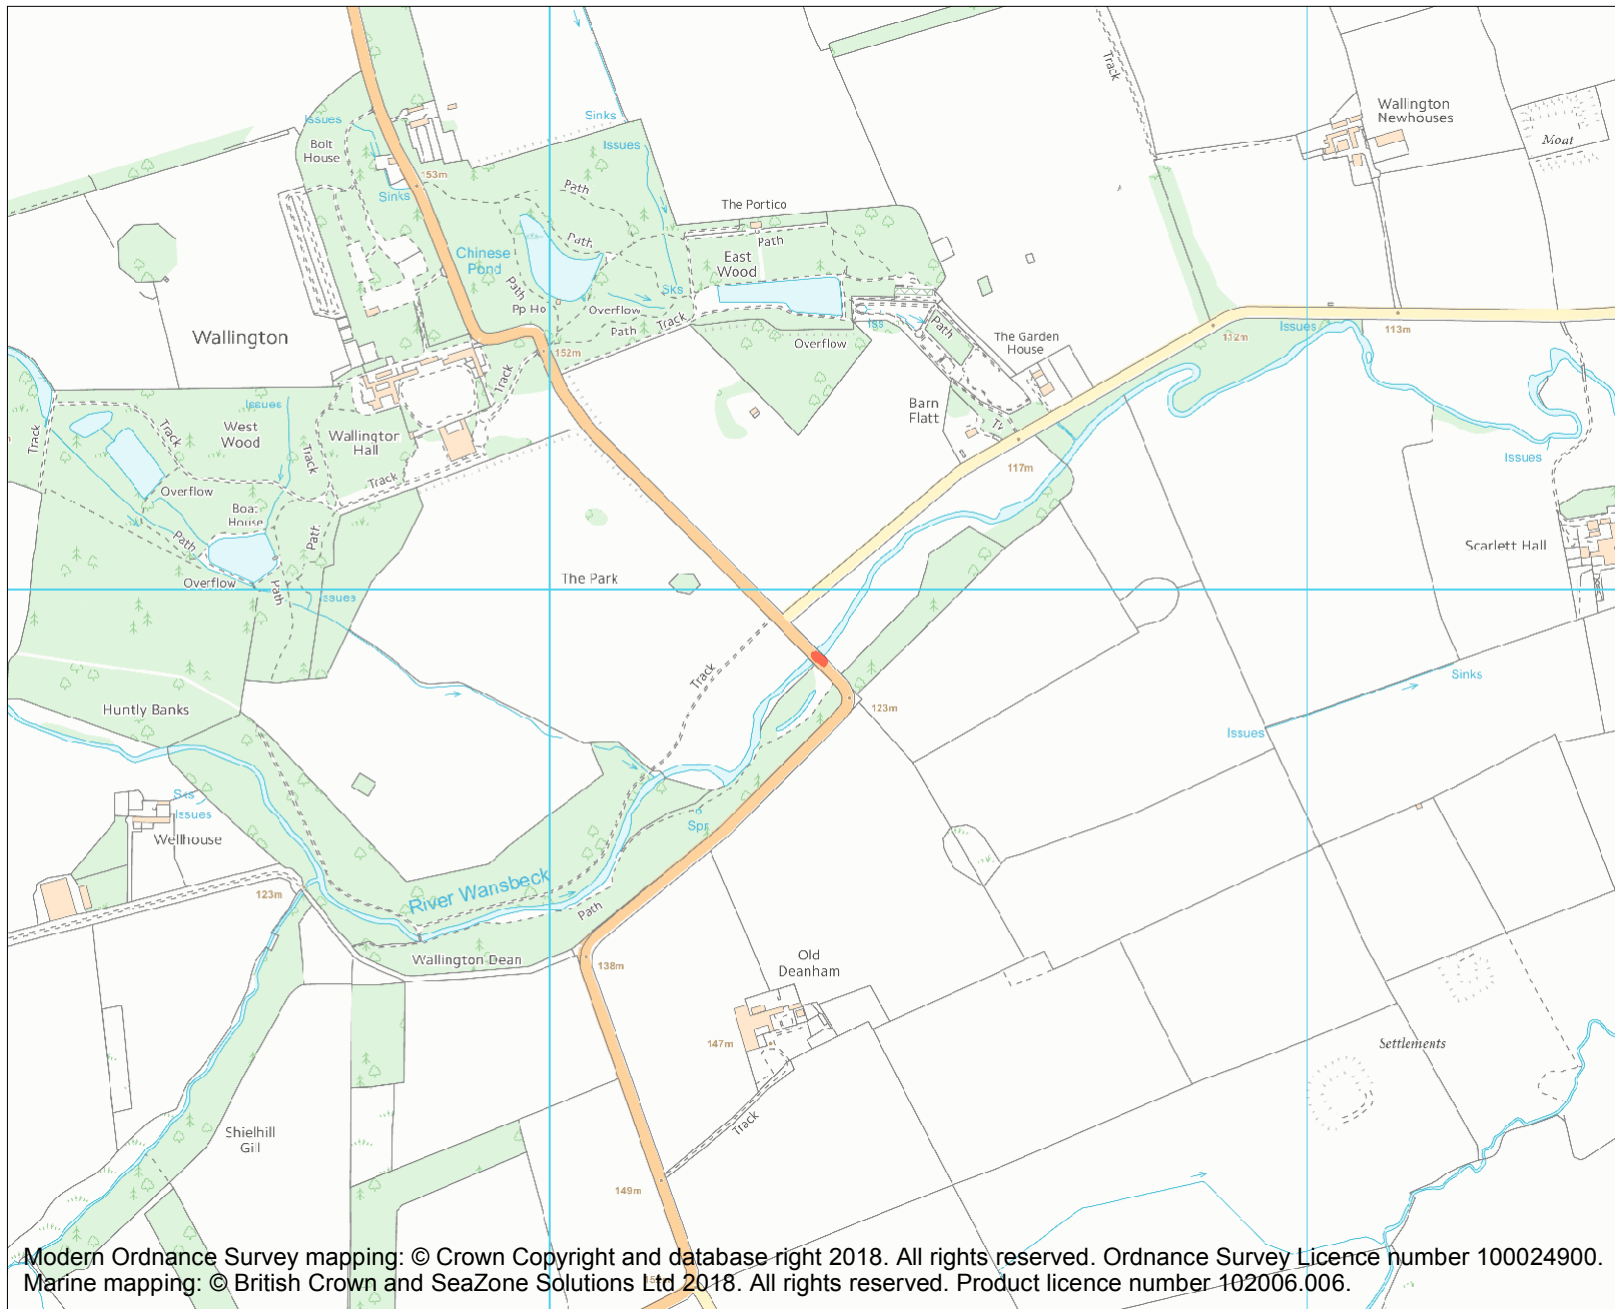 Track
Wallington
Newhouses
Moat
Sinks
Issues
Issues
Bolt
House
153m
Sinks
Path
The Portico
Path
Path
East
Wood
Chinese
Pond
Path
Sks
Pp Ho
Overflow
Path
Track
Iss
Path
Issues
113m
112m
Wallington
The Garden
House
Overflow
152m
Track
Barn
Flatt
Issues
West
Wood
Track
Track
Wallington
Hall
Track
Track
117m
Issues
Overflow
Boat
House
Path
Path
Scarlett Hall
Overflow
Path
Issues
The Park
Track
Sinks
Huntly Banks
123m
Issues
Sks
Issues
Spr
Wellhouse
River Wansbeck
123m
Path
Wallington Dean
138m
Old
Deanham
147m
Settlements
Track
Shielhill
Gill
149m
Modern Ordnance Survey mapping: © Crown Copyright and database right 2018. All rights reserved. Ordnance Survey Licence number 100024900.
Marine mapping: © British Crown and SeaZone Solutions Ltd 2018. All rights reserved. Product licence number 102006.006.